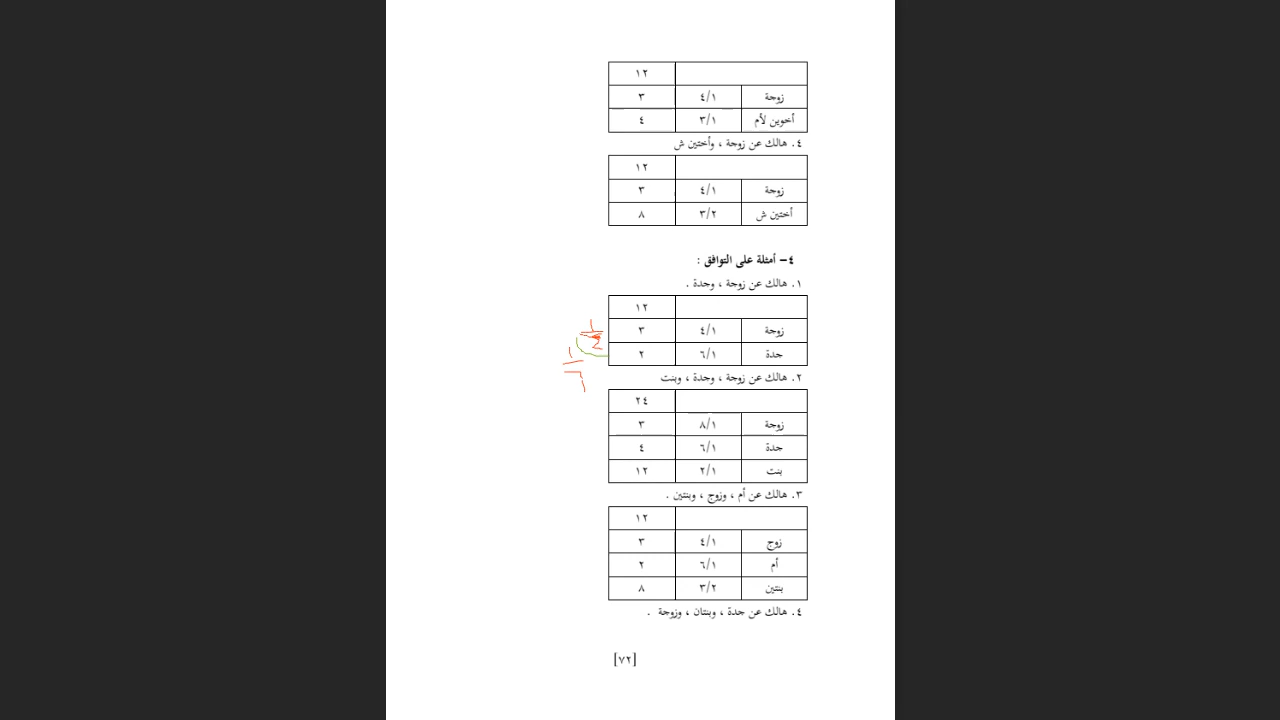 ١٢
زوجة ٤/١ ٣
أخوين لأم ٣/١ ٤
٤. هالك عن زوجة ، وأختين ش
١٢
زوجة ٤/١ ٣
أختين ش ٣/٢ ٨
٤- أمثلة على التوافق :
١. هالك عن زوجة ، وجدة .
١٢
زوجة ٤/١ ٣
جدة ٦/١ ٢
٢. هالك عن زوجة ، وجدة ، وبنت
٢٤
زوجة ٨/١ ٣
جدة ٦/١ ٤
بنت ٢/١ ١٢
٣. هالك عن أم ، وزوج ، وبنتين .
١٢
زوج ٤/١ ٣
أم ٦/١ ٢
بنتين ٣/٢ ٨
٤. هالك عن جدة ، وبنتان ، وزوجة .
[٧٢]